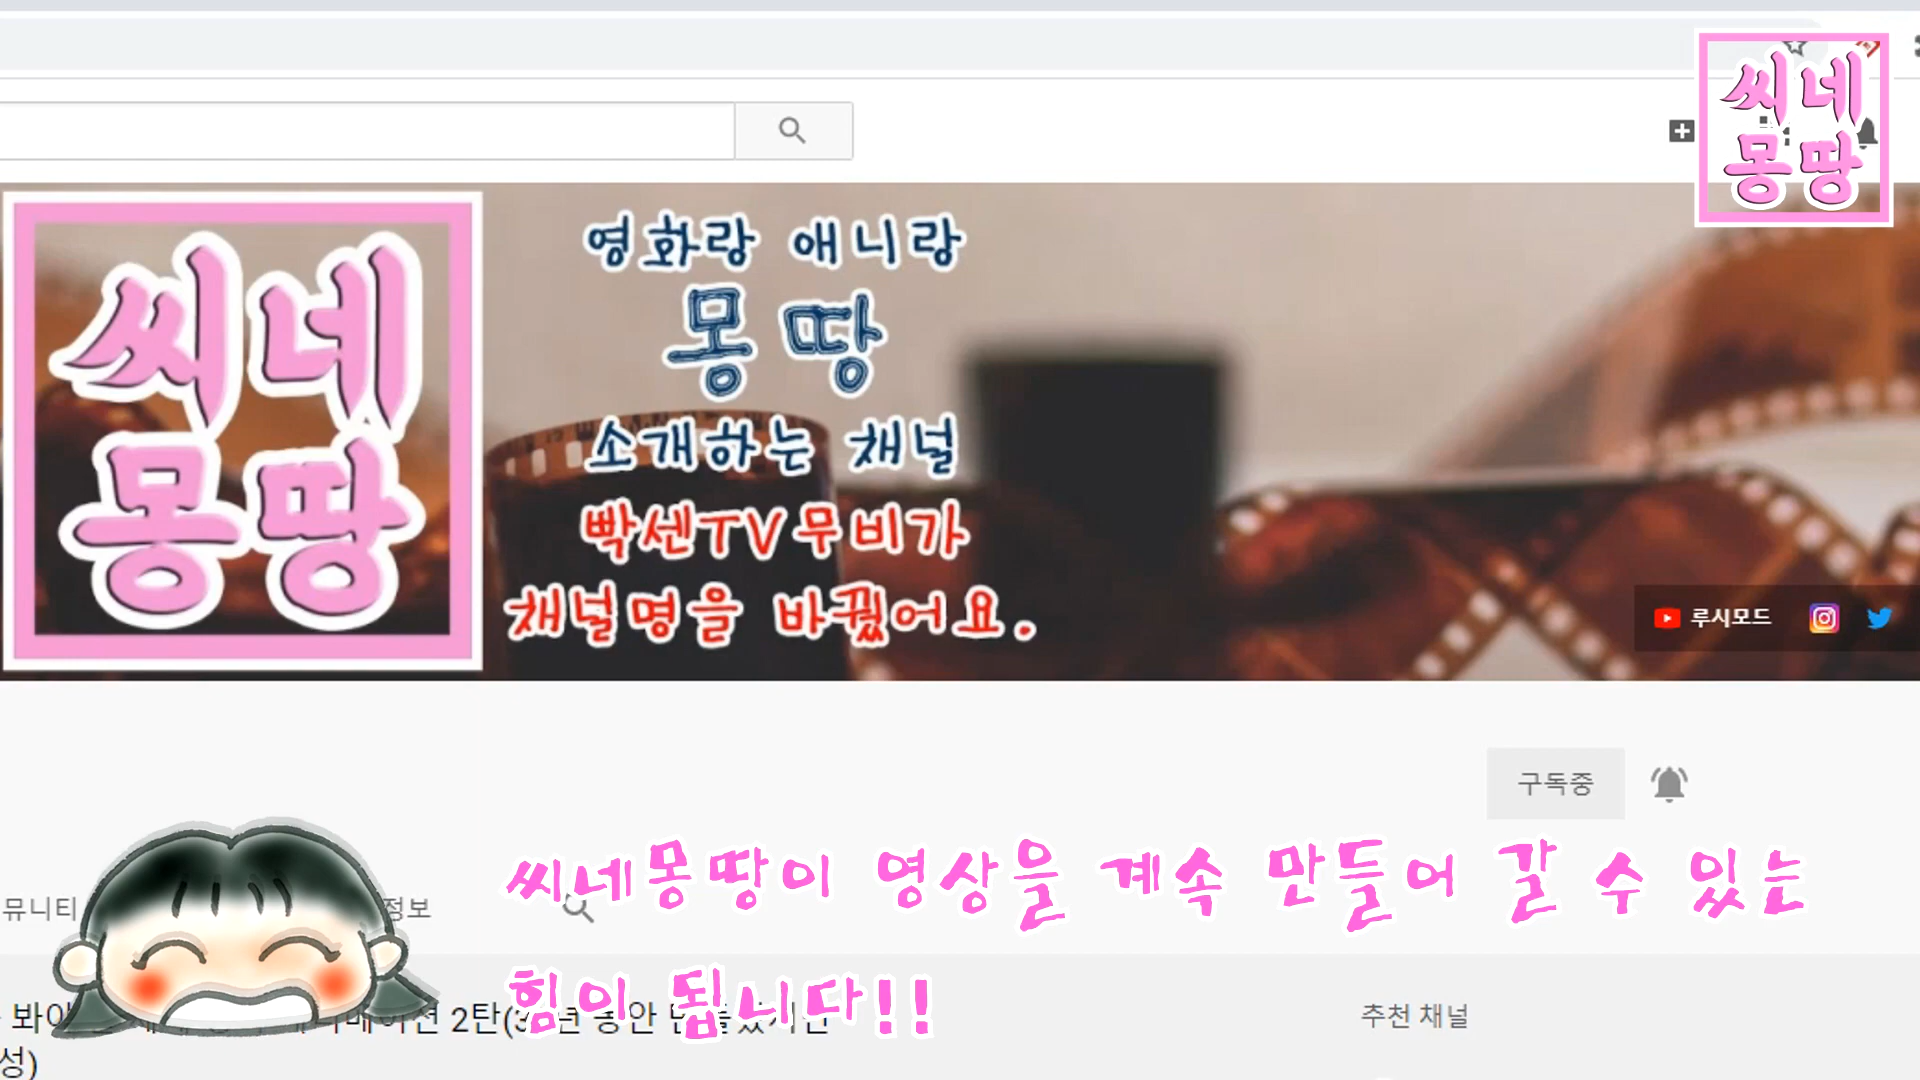 씨네
몽땅
씨네
몽땅
영화랑 애니랑
몽땅
소개하는 채널
빡센TV무비가
채널명을 바꿨어요.
루시모드
구독중
뮤니티
정보
씨네몽땅이 영상을 계속 만들어 갈 수 있는
힘이 됩니다!!
2탄(3
동안
추천 채널
성)